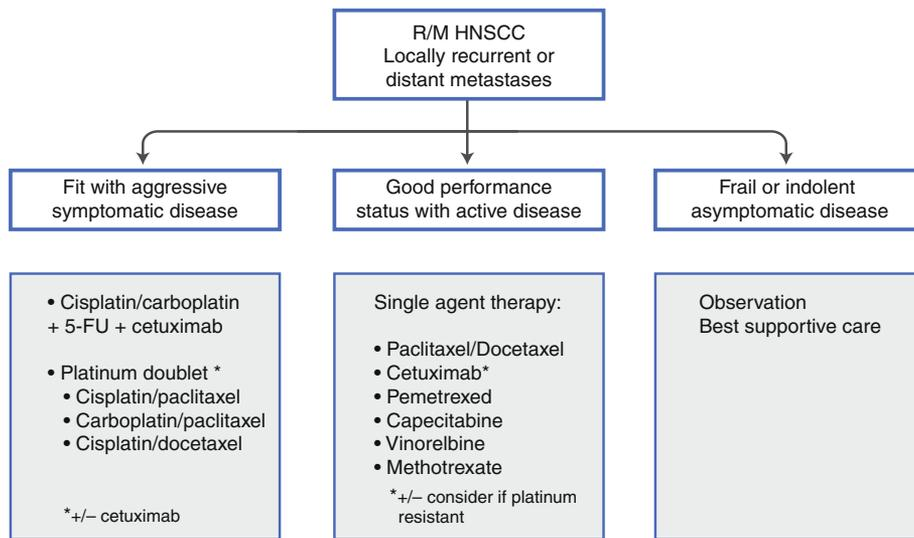 R/M HNSCC
Locally recurrent or
distant metastases
Fit with aggressive
symptomatic disease
• Cisplatin/carboplatin
+ 5-FU + cetuximab
• Platinum doublet *
• Cisplatin/paclitaxel
• Carboplatin/paclitaxel
• Cisplatin/docetaxel
*+/– cetuximab
Good performance
status with active disease
Single agent therapy:
• Paclitaxel/Docetaxel
• Cetuximab*
• Pemetrexed
• Capecitabine
• Vinorelbine
• Methotrexate
*+/– consider if platinum
resistant
Frail or indolent
asymptomatic disease
Observation
Best supportive care